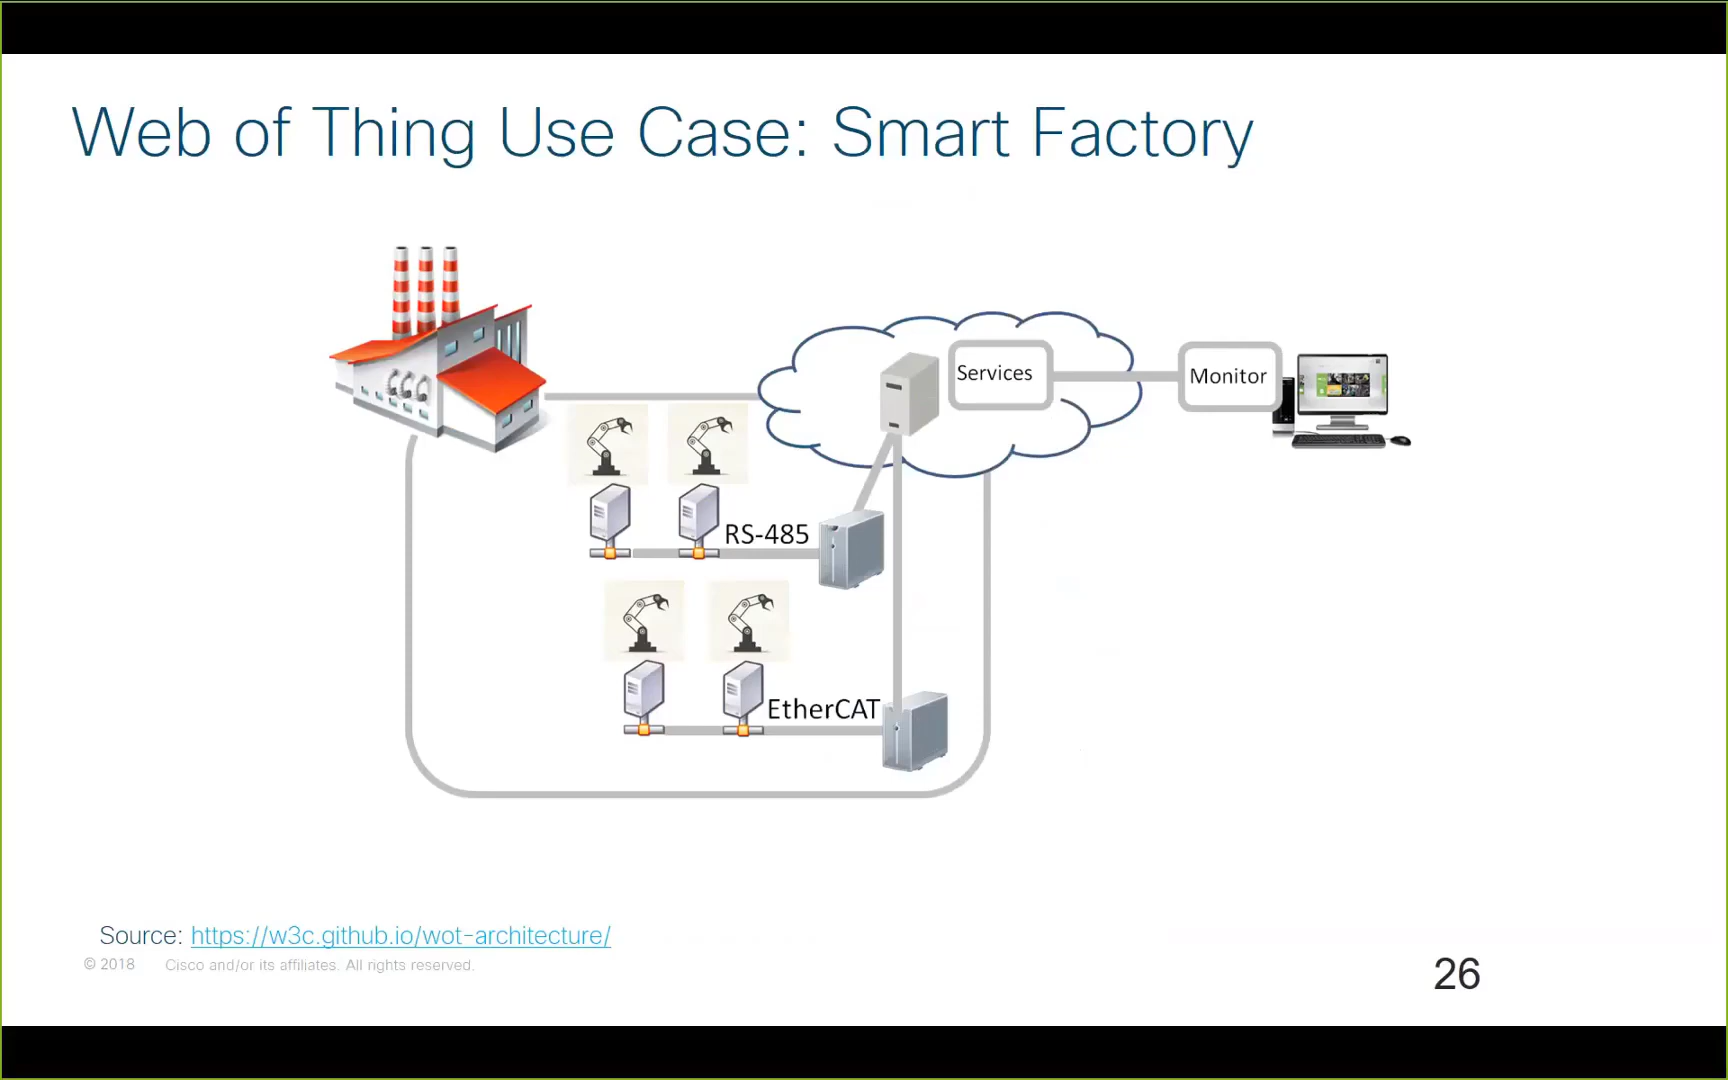 Web of Thing Use Case: Smart Factory
Services
Monitor
RS-485
EtherCAT
Source: https://w3c.github.io/wot-architecture/
© 2018 Cisco and/or its affiliates. All rights reserved.
26